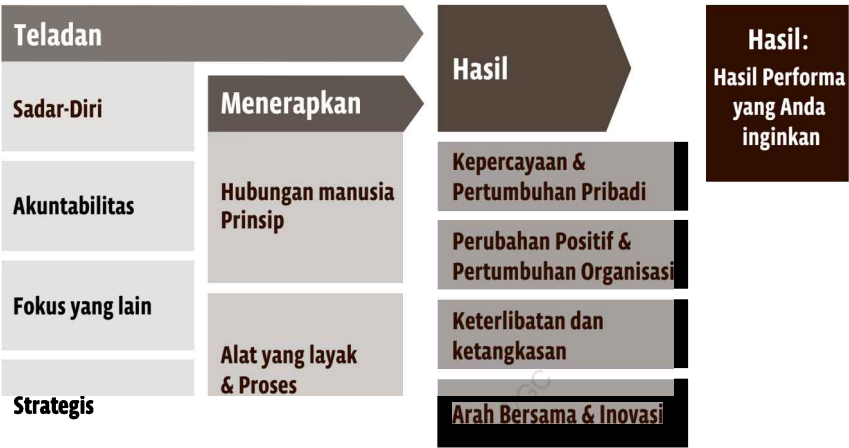 Teladan
Sadar-Diri
Akuntabilitas
Fokus yang lain
Strategis
Menerapkan
Hubungan manusia
Prinsip
Alat yang layak
& Proses
Hasil
Kepercayaan &
Pertumbuhan Pribadi
Perubahan Positif &
Pertumbuhan Organisasi
Keterlibatan dan
ketangkasan
Arah Bersama & Inovasi
Hasil:
Hasil Performa
yang Anda
inginkan